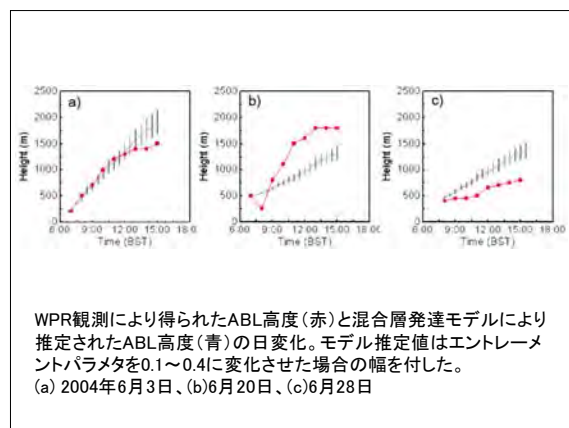 a)
b)
c)
2500
2000
1500
1000
500
0
Height (m)
6:00 9:00 12:00 15:00
Time (BST)
2500
2000
1500
1000
500
0
Height (m)
6:00 9:00 12:00 15:00
Time (BST)
2500
2000
1500
1000
500
0
Height (m)
6:00 9:00 12:00 15:00
Time (BST)
WPR観測により得られたABL高度(赤)と混合層発達モデルにより
推定されたABL高度(青)の日変化。モデル推定値はエントレーメ
ントパラメタを0.1～0.4に変化させた場合の幅を付した。
(a) 2004年6月3日、(b)6月20日、(c)6月28日